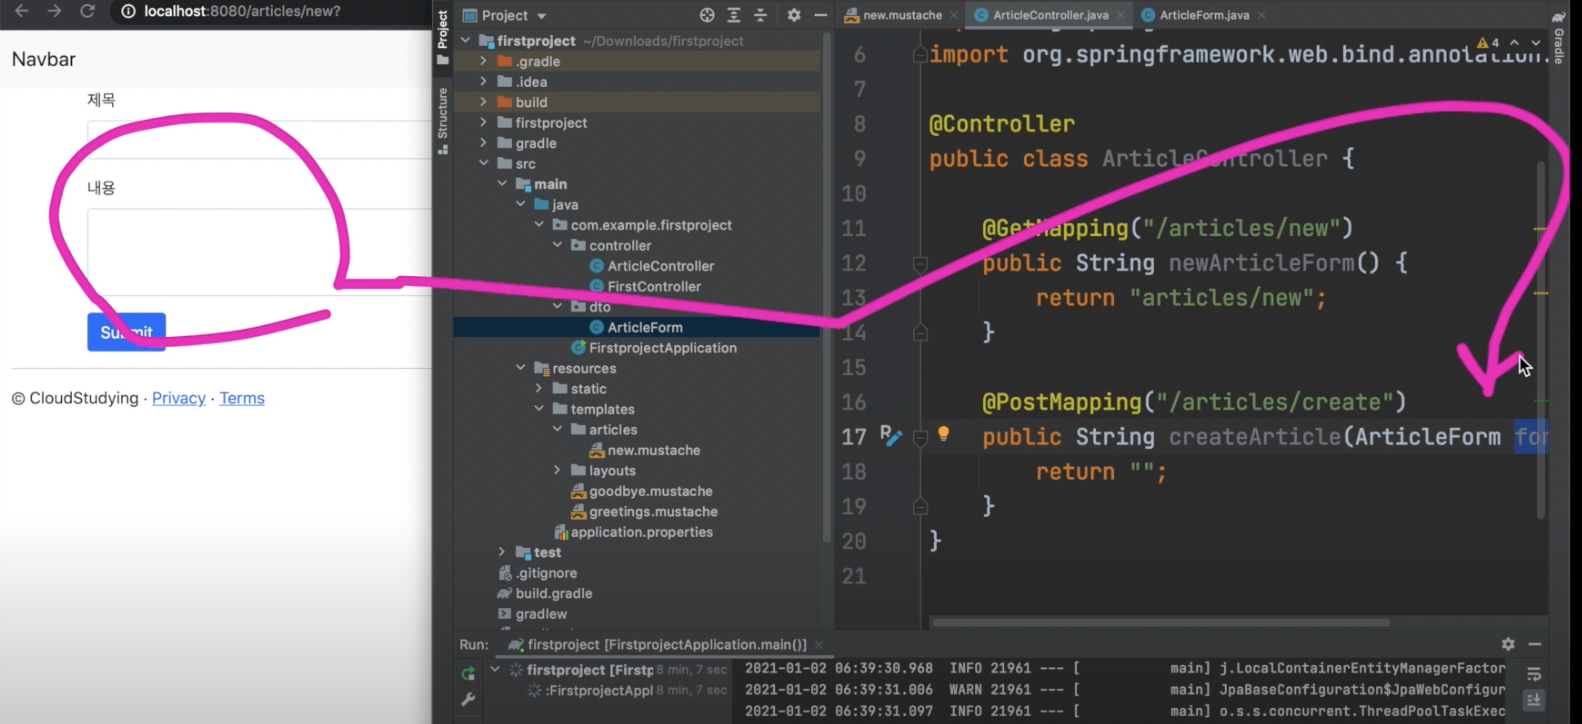 localhost:8080/articles/new?
Navbar
제목
내용
Submit
© CloudStudying · Privacy · Terms
Project
Structure
Project
firstproject ~/Downloads/firstproject
.gradle
.idea
build
firstproject
gradle
src
main
java
com.example.firstproject
controller
ArticleController
FirstController
dto
ArticleForm
FirstprojectApplication
resources
static
templates
articles
new.mustache
layouts
goodbye.mustache
greetings.mustache
application.properties
test
.gitignore
build.gradle
gradlew
new.mustache
ArticleController.java
ArticleForm.java
Gradle
4
6 import org.springframework.web.bind.annotation.
7
8 @Controller
9 public class ArticleController {
10
11 @GetMapping("/articles/new")
12 public String newArticleForm() {
13 return "articles/new";
14 }
15
16 @PostMapping("/articles/create")
17 public String createArticle(ArticleForm for
18 return "";
19 }
20 }
21
Run: firstproject [FirstprojectApplication.main()]
firstproject [Firstp 8 min, 7 sec
:FirstprojectAppl 8 min, 7 sec
2021-01-02 06:39:30.968 INFO 21961 --- [ main] j.LocalContainerEntityManagerFactor
2021-01-02 06:39:31.006 WARN 21961 --- [ main] JpaBaseConfiguration$JpaWebConfigur
2021-01-02 06:39:31.097 INFO 21961 --- [ main] o.s.s.concurrent.ThreadPoolTaskExec